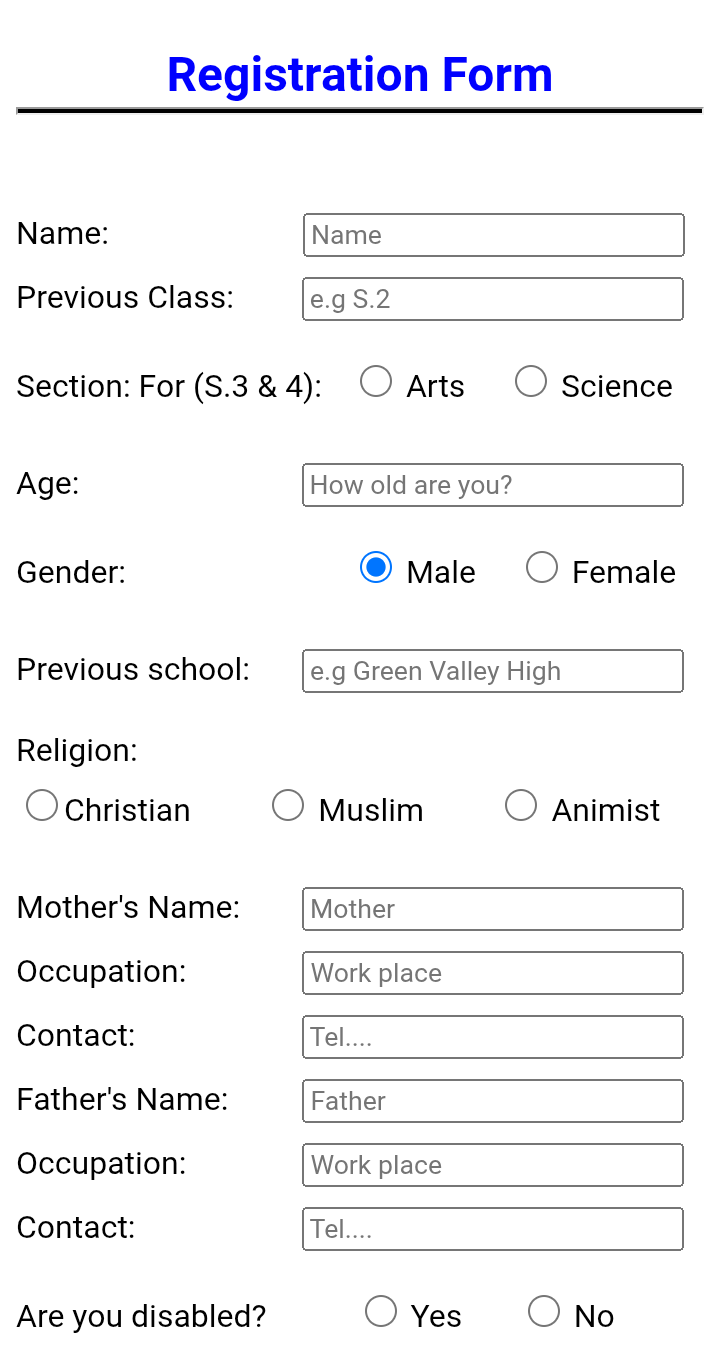 Registration Form
Name: Name
Previous Class: e.g S.2
Section: For (S.3 & 4): Arts Science
Age: How old are you?
Gender: Male Female
Previous school: e.g Green Valley High
Religion:
Christian Muslim Animist
Mother's Name: Mother
Occupation: Work place
Contact: Tel....
Father's Name: Father
Occupation: Work place
Contact: Tel....
Are you disabled? Yes No